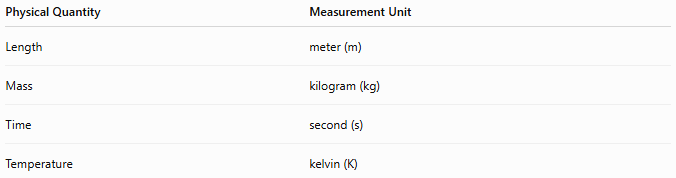 Physical Quantity Measurement Unit
Length meter (m)
Mass kilogram (kg)
Time second (s)
Temperature kelvin (K)